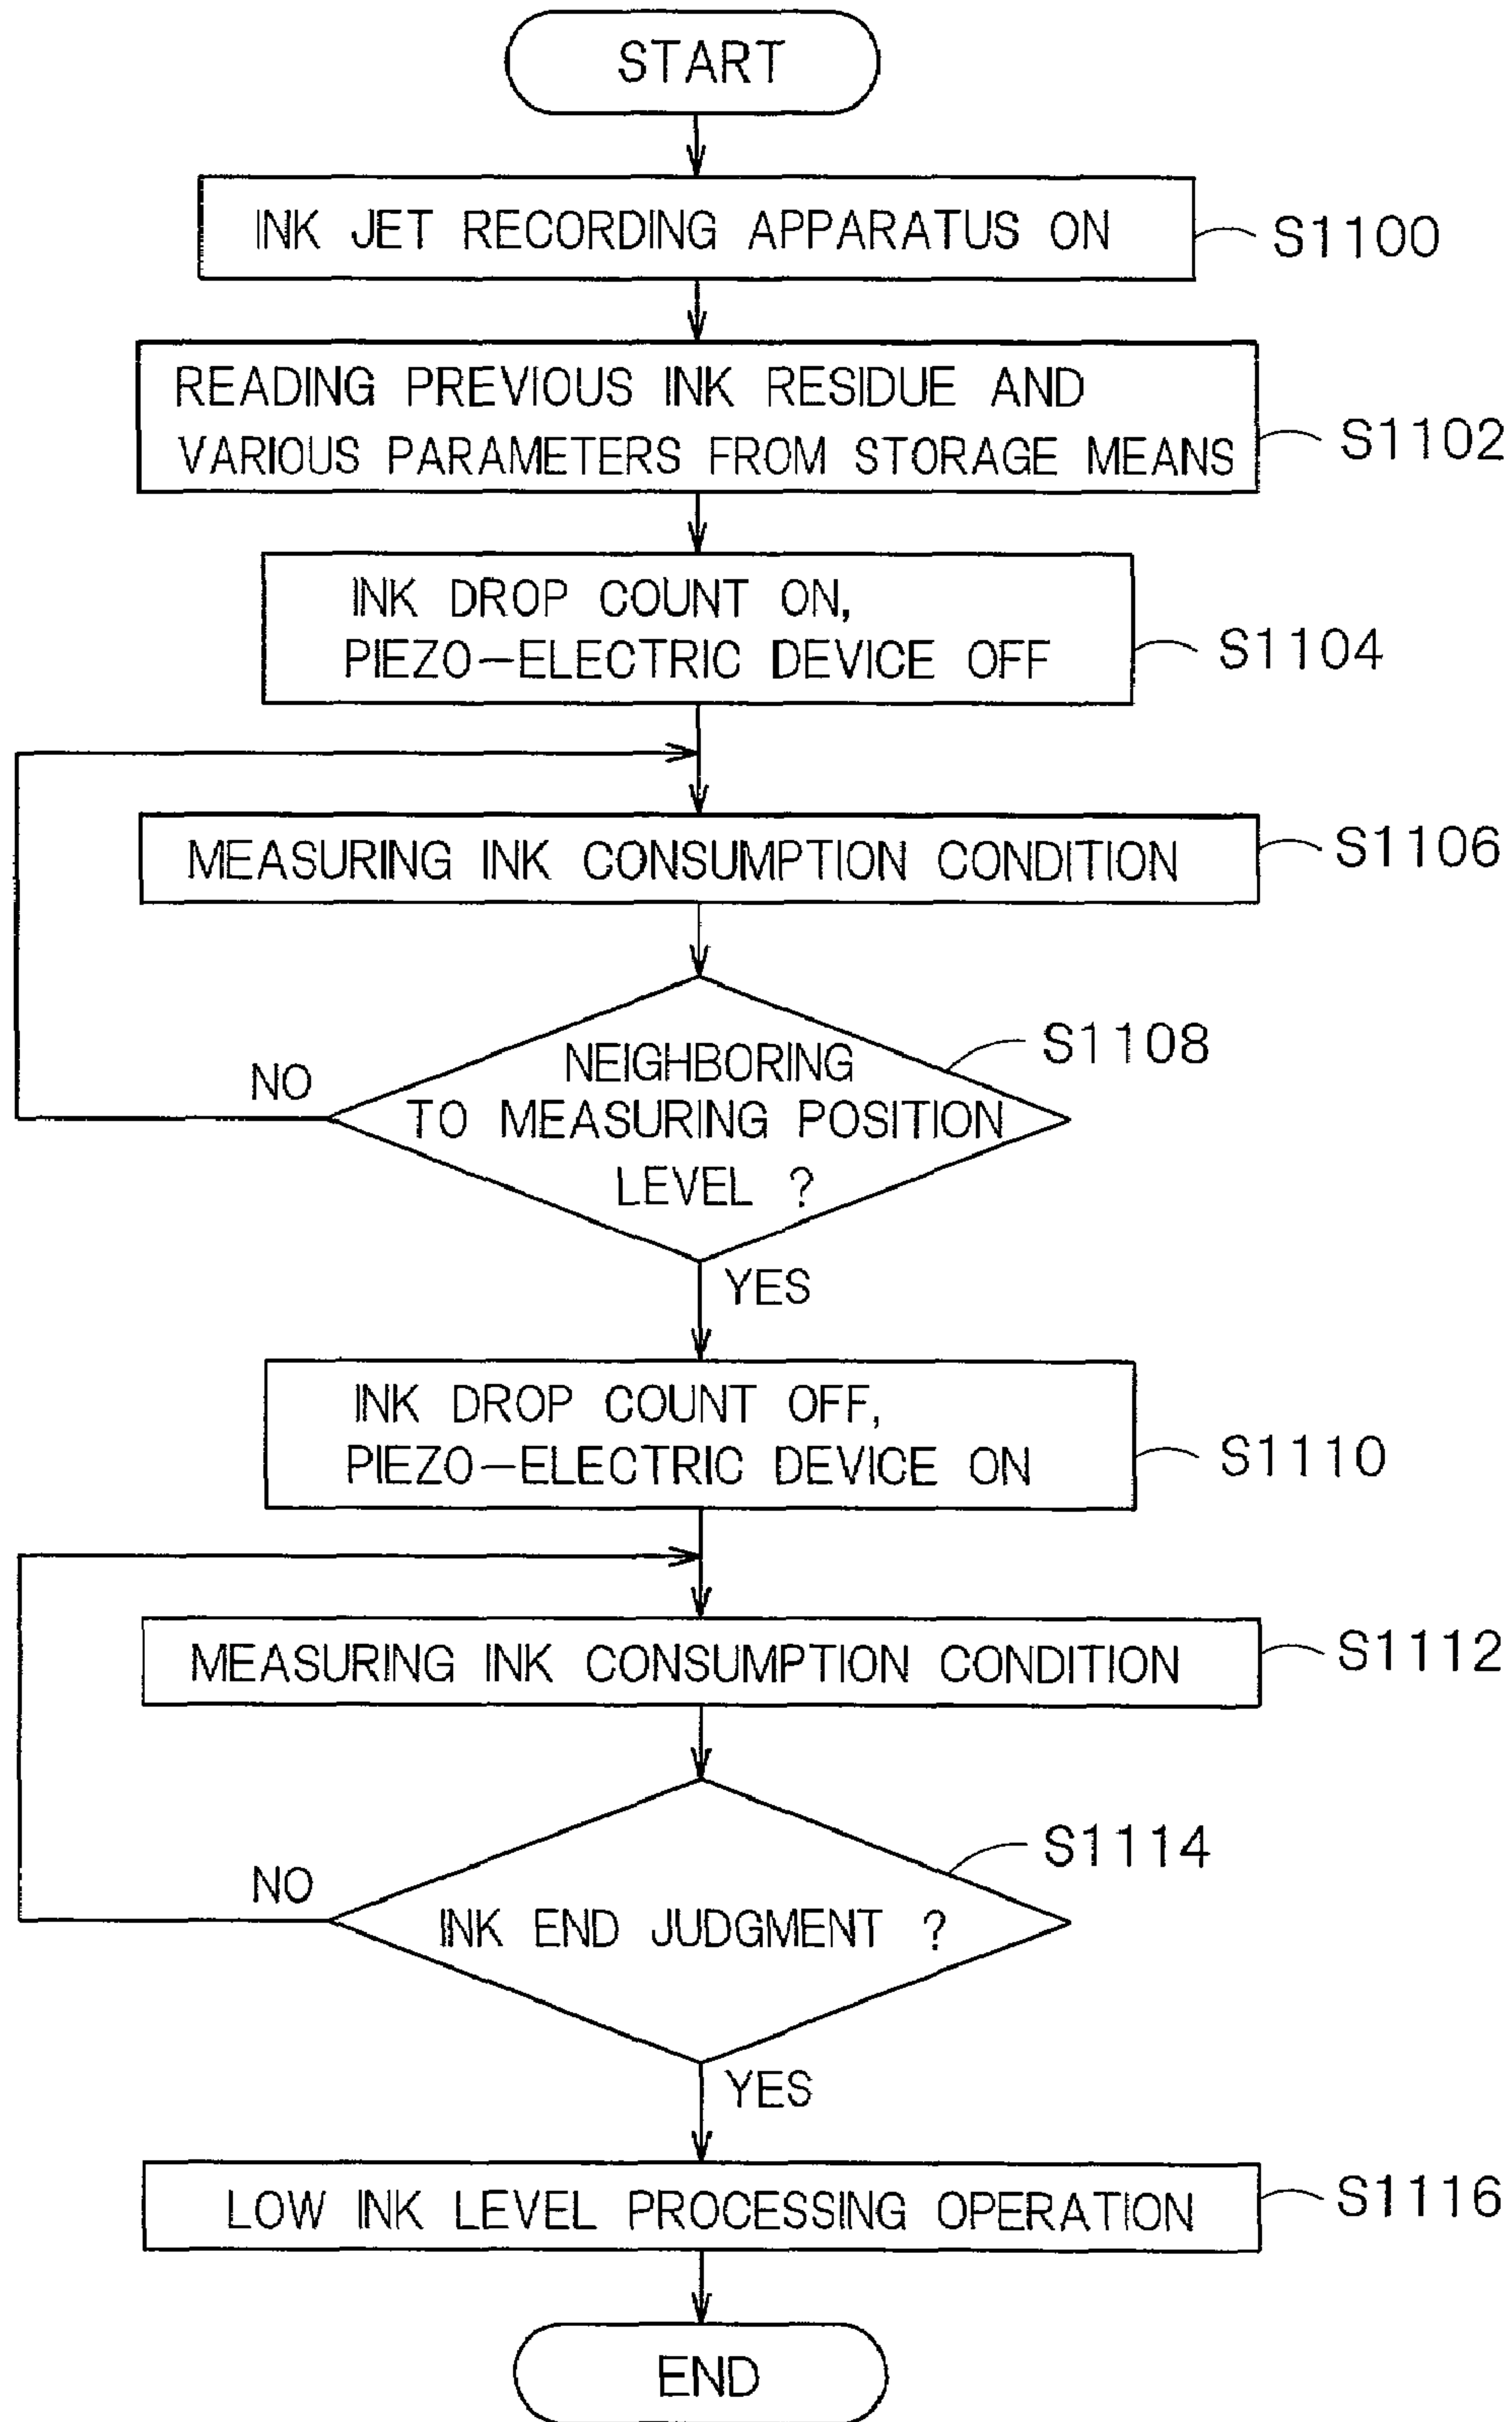 START
INK JET RECORDING APPARATUS ON
S1100
READING PREVIOUS INK RESIDUE AND
VARIOUS PARAMETERS FROM STORAGE MEANS
S1102
INK DROP COUNT ON,
PIEZO-ELECTRIC DEVICE OFF
S1104
MEASURING INK CONSUMPTION CONDITION
S1106
NEIGHBORING
TO MEASURING POSITION
LEVEL ?
S1108
NO
YES
INK DROP COUNT OFF,
PIEZO-ELECTRIC DEVICE ON
S1110
MEASURING INK CONSUMPTION CONDITION
S1112
INK END JUDGMENT ?
S1114
NO
YES
LOW INK LEVEL PROCESSING OPERATION
S1116
END